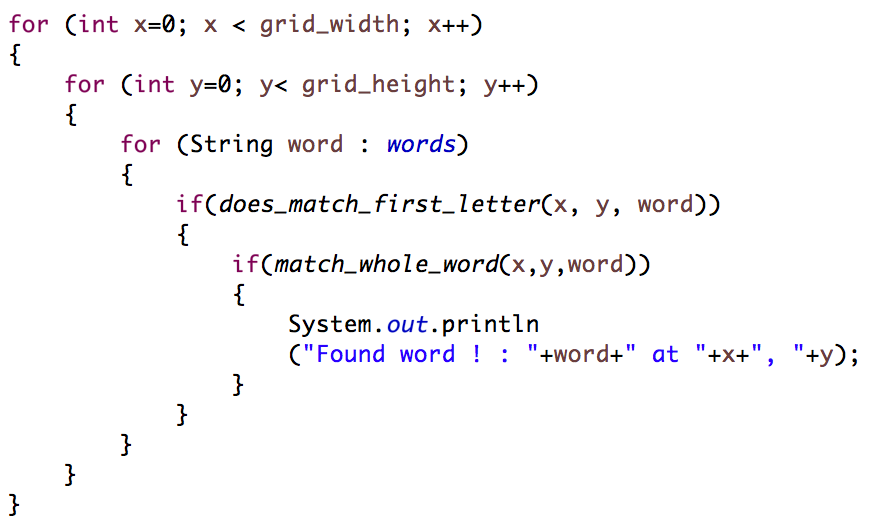 for (int x=0; x < grid_width; x++)
{
    for (int y=0; y< grid_height; y++)
    {
        for (String word : words)
        {
            if(does_match_first_letter(x, y, word))
            {
                if(match_whole_word(x,y,word))
                {
                    System.out.println
                    ("Found word ! : "+word+" at "+x+", "+y);
                }
            }
        }
    }
}